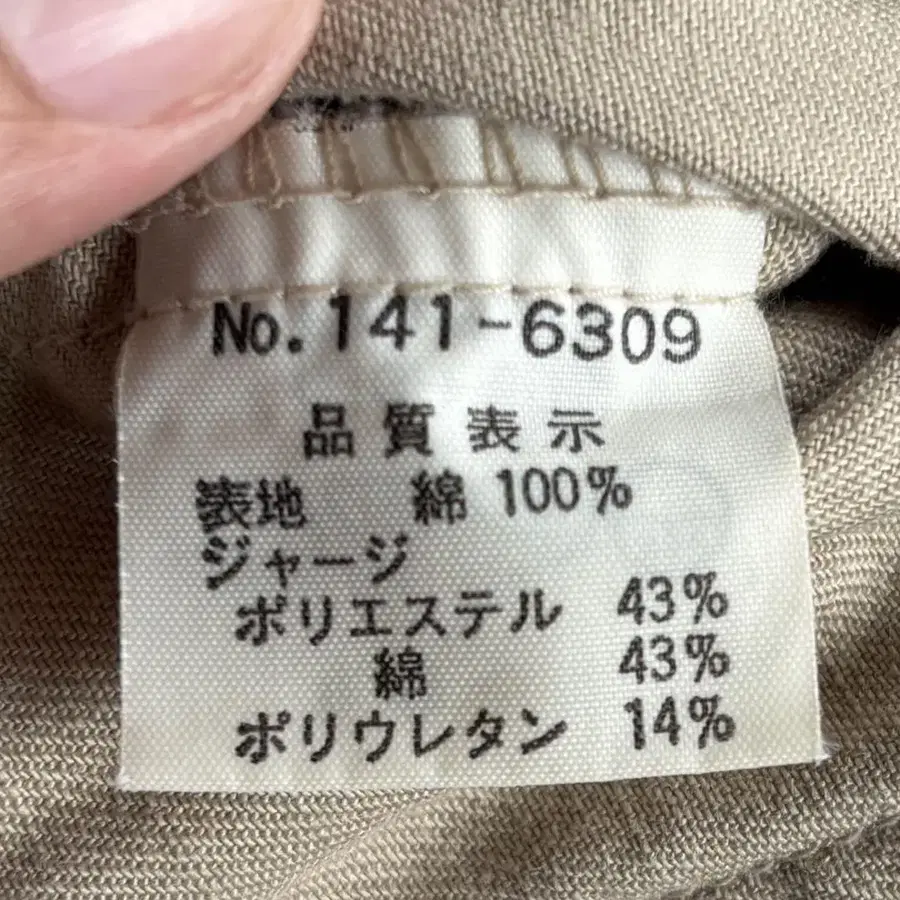 No.141-6309
品質表示
表地 綿 100%
ジャージ
ポリエステル 43%
綿 43%
ポリウレタン 14%